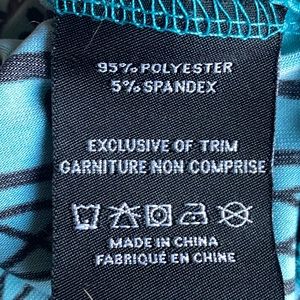 95% POLYESTER
5% SPANDEX
EXCLUSIVE OF TRIM
GARNITURE NON COMPRISE
MADE IN CHINA
FABRIQUÉ EN CHINE